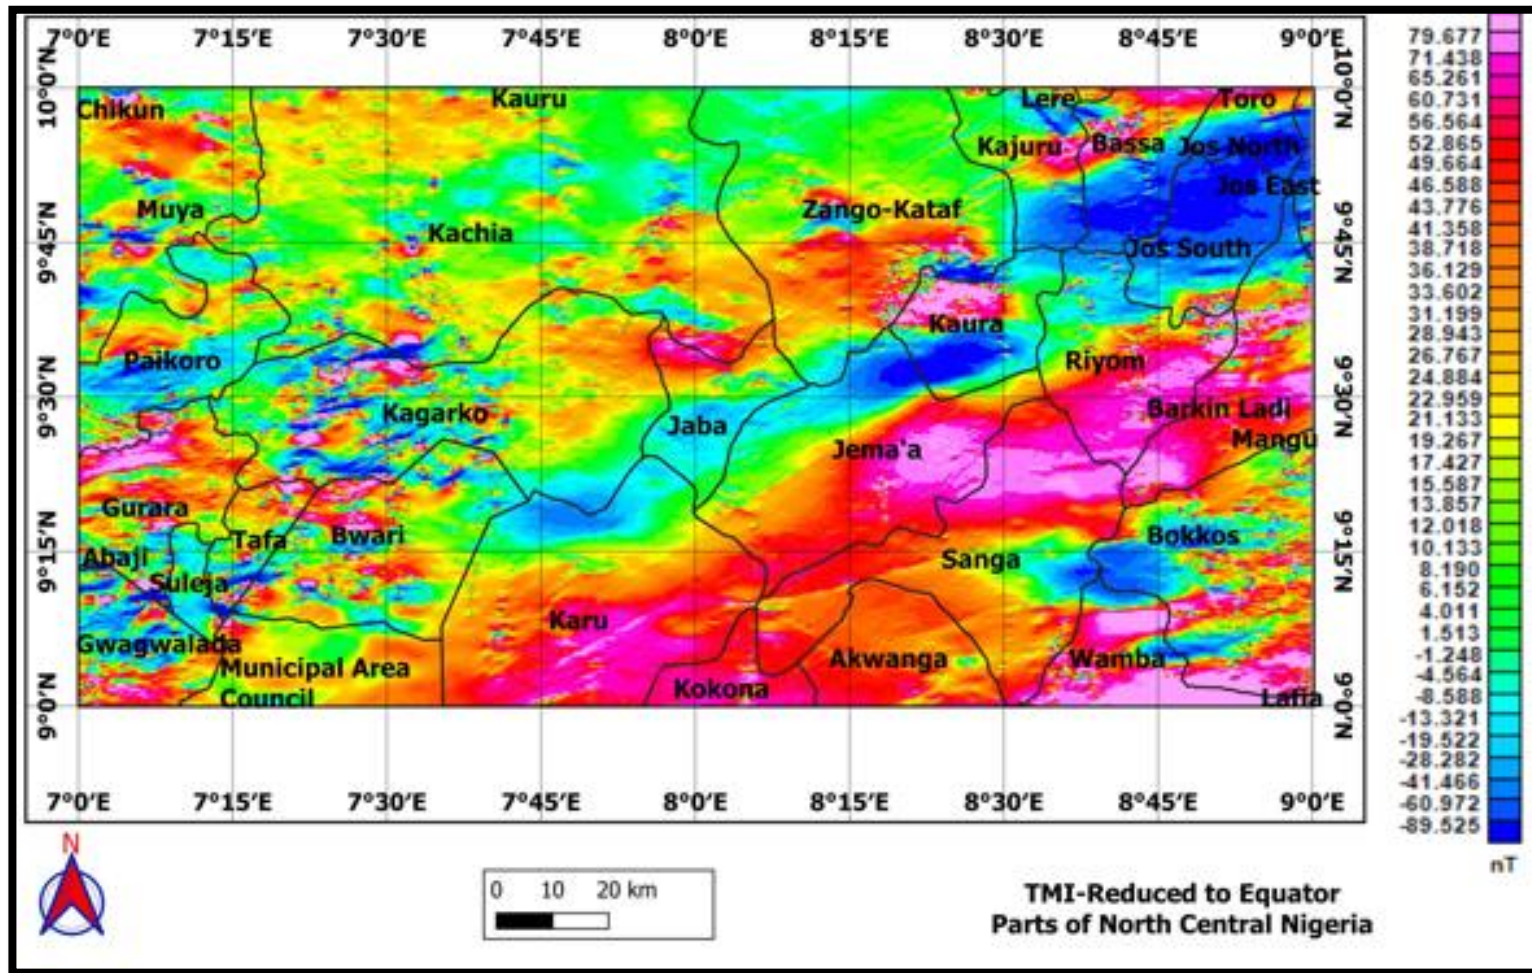 7°0'E 7°15'E 7°30'E 7°45'E 8°0'E 8°15'E 8°30'E 8°45'E 9°0'E
10°0'N
10°0'N
Chikun
Kauru
Lere
Toro
Kajuru
Bassa
Jos North
Jos East
Muya
Zango-Kataf
Kachia
9°45'N
9°45'N
Jos South
Kaura
Paikoro
Riyom
9°30'N
9°30'N
Kagarko
Jaba
Barkin Ladi
Mangu
Jema'a
Gurara
Tafa
Bwari
Bokkos
Abaji
Sanga
9°15'N
9°15'N
Suleja
Karu
Gwagwalada
Municipal Area
Council
Akwanga
Wamba
Kokona
Lafia
9°0'N
9°0'N
7°0'E 7°15'E 7°30'E 7°45'E 8°0'E 8°15'E 8°30'E 8°45'E 9°0'E
79.677
71.438
65.261
60.731
56.564
52.865
49.664
46.588
43.776
41.358
38.718
36.129
33.602
31.199
28.943
26.767
24.884
22.959
21.133
19.267
17.427
15.587
13.857
12.018
10.133
8.190
6.152
4.011
1.513
-1.248
-4.564
-8.588
-13.321
-19.522
-28.282
-41.466
-60.972
-89.525
nT
N
0 10 20 km
TMI-Reduced to Equator
Parts of North Central Nigeria